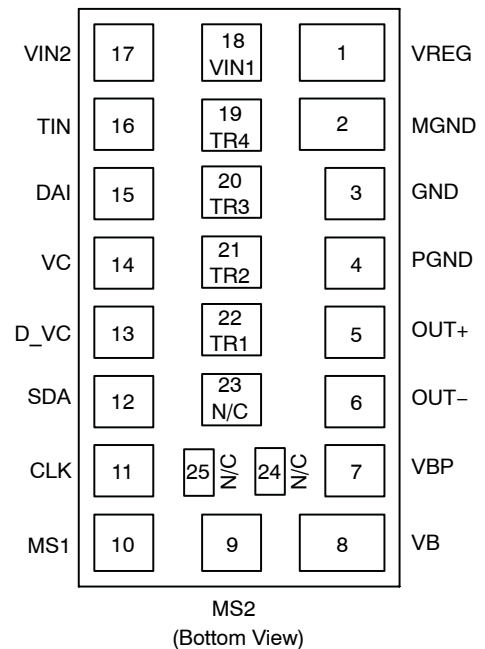 VIN2 17 18 VIN1 1 VREG
TIN 16 19 TR4 2 MGND
DAI 15 20 TR3 3 GND
VC 14 21 TR2 4 PGND
D_VC 13 22 TR1 5 OUT+
SDA 12 23 N/C 6 OUT−
CLK 11 25 N/C 24 N/C 7 VBP
MS1 10 9 8 VB
MS2
(Bottom View)